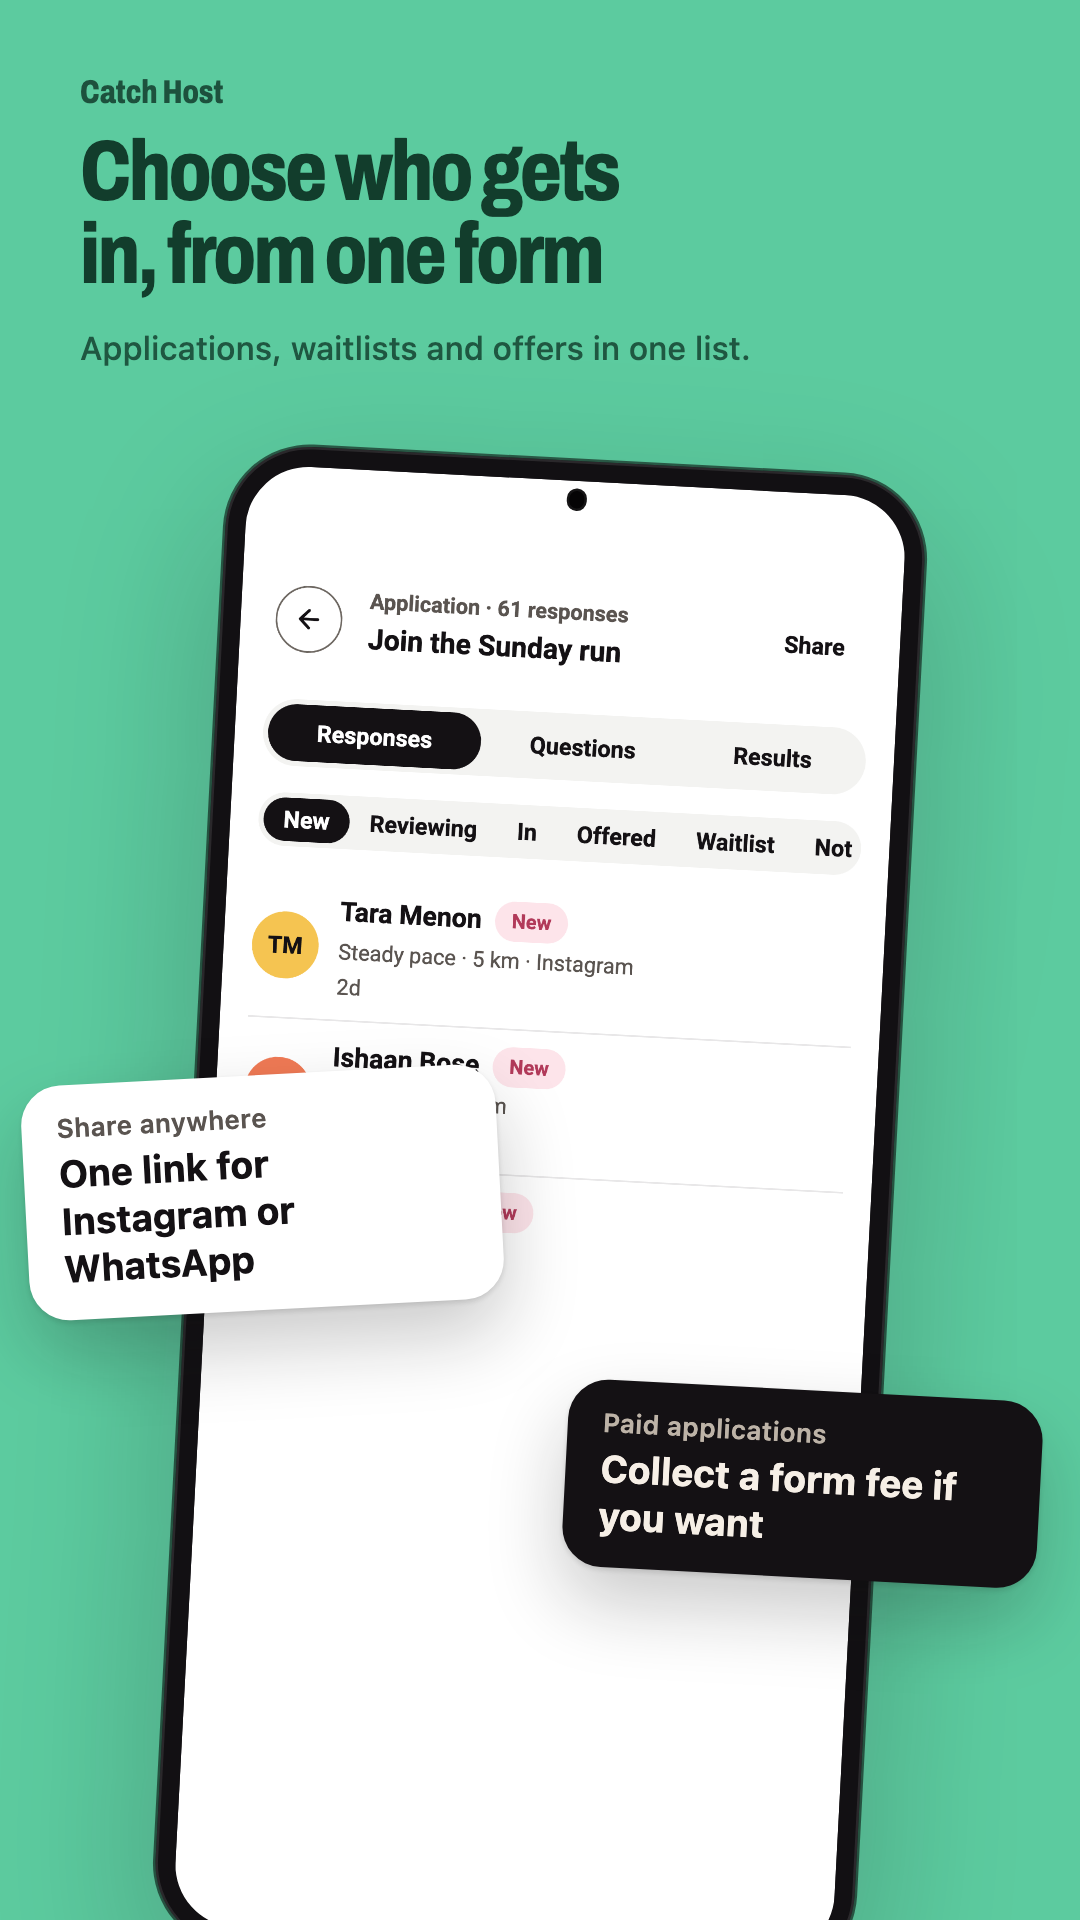 Catch Host
Choose who gets
in, from one form
Applications, waitlists and offers in one list.
Application · 61 responses
Join the Sunday run
Share
Responses
Questions
Results
New
Reviewing
In
Offered
Waitlist
Not
Tara Menon
New
TM
Steady pace · 5 km · Instagram
2d
Ishaan Bose
New
Share anywhere
One link for
Instagram or
WhatsApp
Paid applications
Collect a form fee if
you want